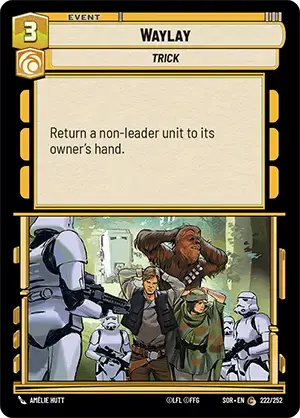 EVENT
3
WAYLAY
TRICK
Return a non-leader unit to its
owner's hand.
AMÉLIE HUTT
©LFL ©FFG
SOR • EN C 222/252